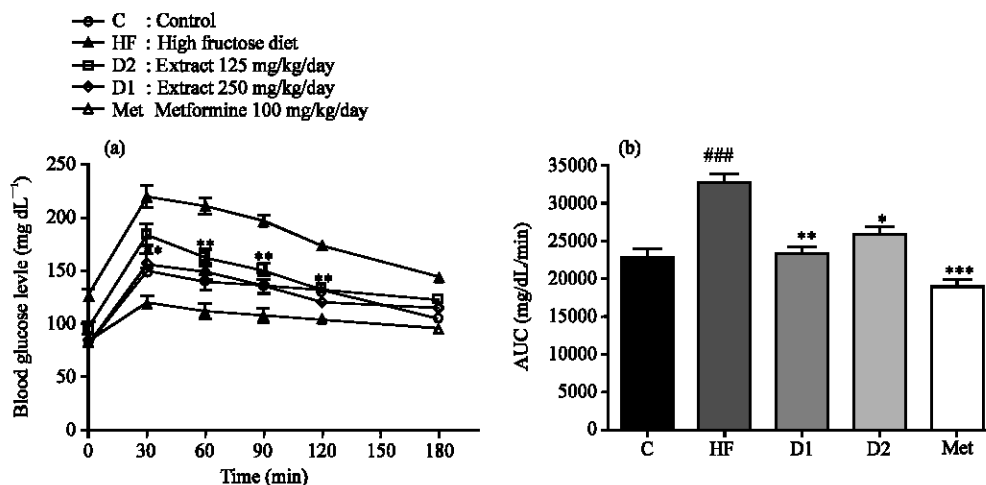 C : Control
HF : High fructose diet
D2 : Extract 125 mg/kg/day
D1 : Extract 250 mg/kg/day
Met Metformine 100 mg/kg/day
(a)
Blood glucose levle (mg dL⁻¹)
250
200
150
100
50
0
* ** ** **
0 30 60 90 120 180
Time (min)
(b)
AUC (mg/dL/min)
35000
30000
25000
20000
15000
10000
5000
0
###
**
*
***
C HF D1 D2 Met